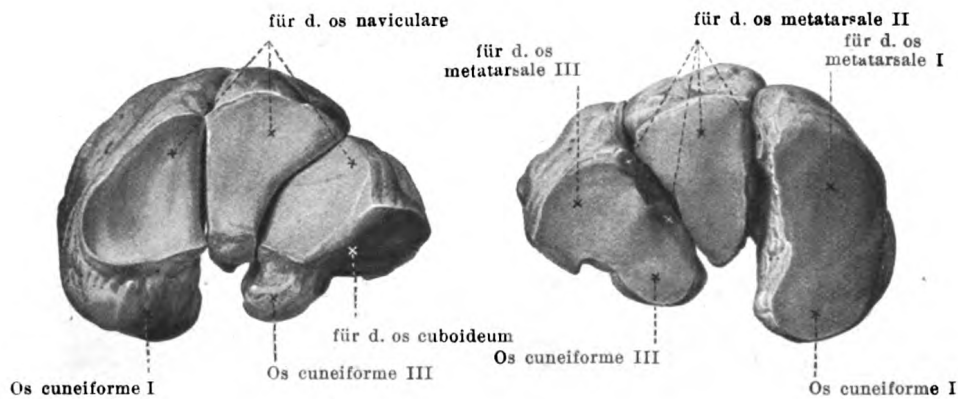 für d. os naviculare
für d. os cuboideum
Os cuneiforme III
Os cuneiforme I
für d. os metatarsale II
für d. os
metatarsale III
für d. os
metatarsale I
Os cuneiforme III
Os cuneiforme I